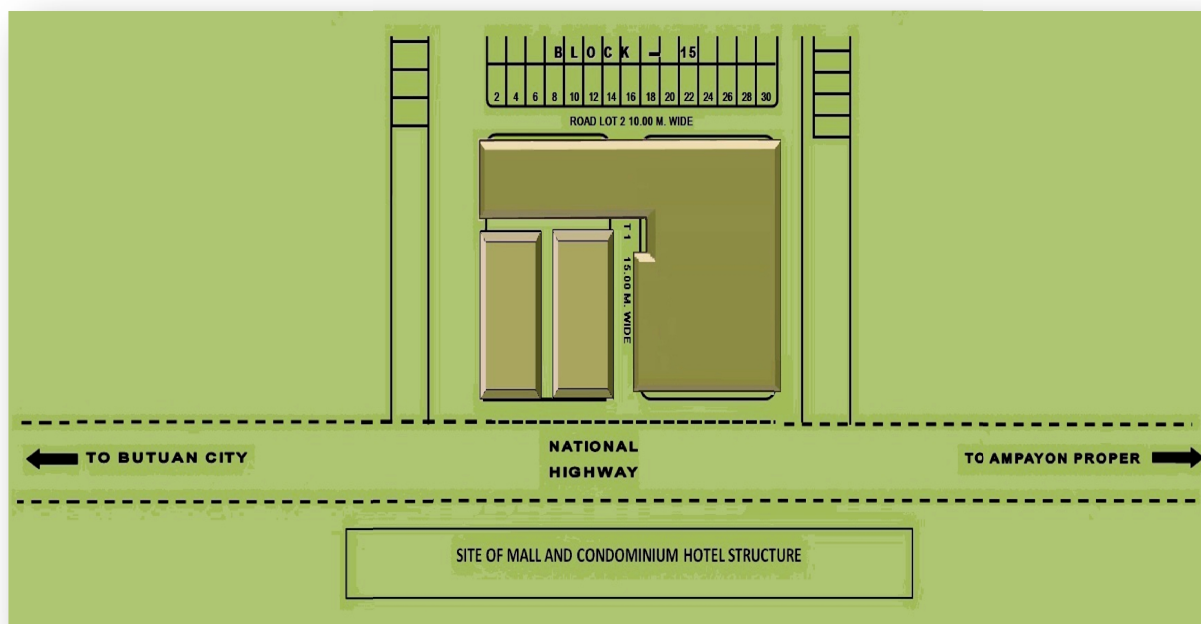 BLOCK - 15
2 4 6 8 10 12 14 16 18 20 22 24 26 28 30
ROAD LOT 2 10.00 M. WIDE
T 1 15.00 M. WIDE
NATIONAL
HIGHWAY
TO BUTUAN CITY
TO AMPAYON PROPER
SITE OF MALL AND CONDOMINIUM HOTEL STRUCTURE